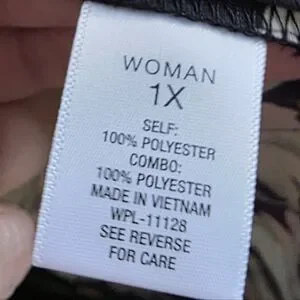 WOMAN
1X
SELF:
100% POLYESTER
COMBO:
100% POLYESTER
MADE IN VIETNAM
WPL-11128
SEE REVERSE
FOR CARE